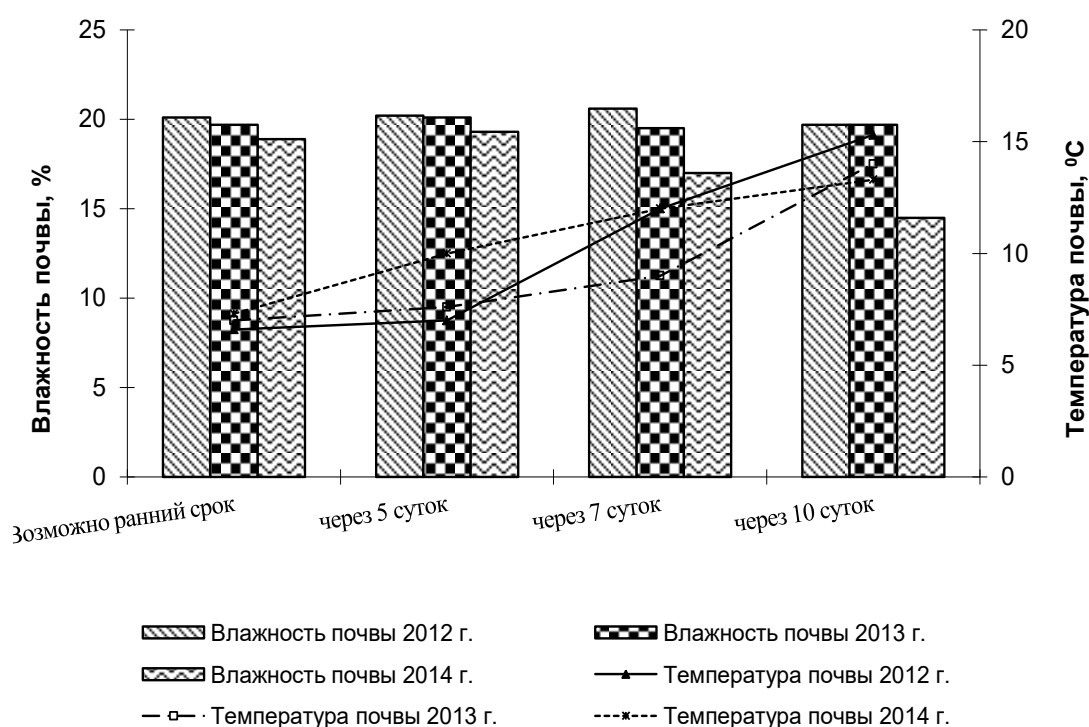 25
20
15
10
5
0
Влажность почвы, %
20
15
10
5
0
Температура почвы, ⁰С
Возможно ранний срок
через 5 суток
через 7 суток
через 10 суток
Влажность почвы 2012 г.
Влажность почвы 2013 г.
Влажность почвы 2014 г.
Температура почвы 2012 г.
Температура почвы 2013 г.
Температура почвы 2014 г.